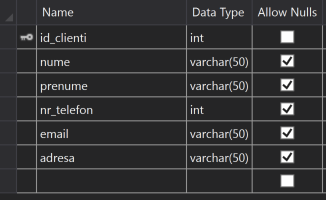 Name Data Type Allow Nulls
id_clienti int
nume varchar(50)
prenume varchar(50)
nr_telefon int
email varchar(50)
adresa varchar(50)